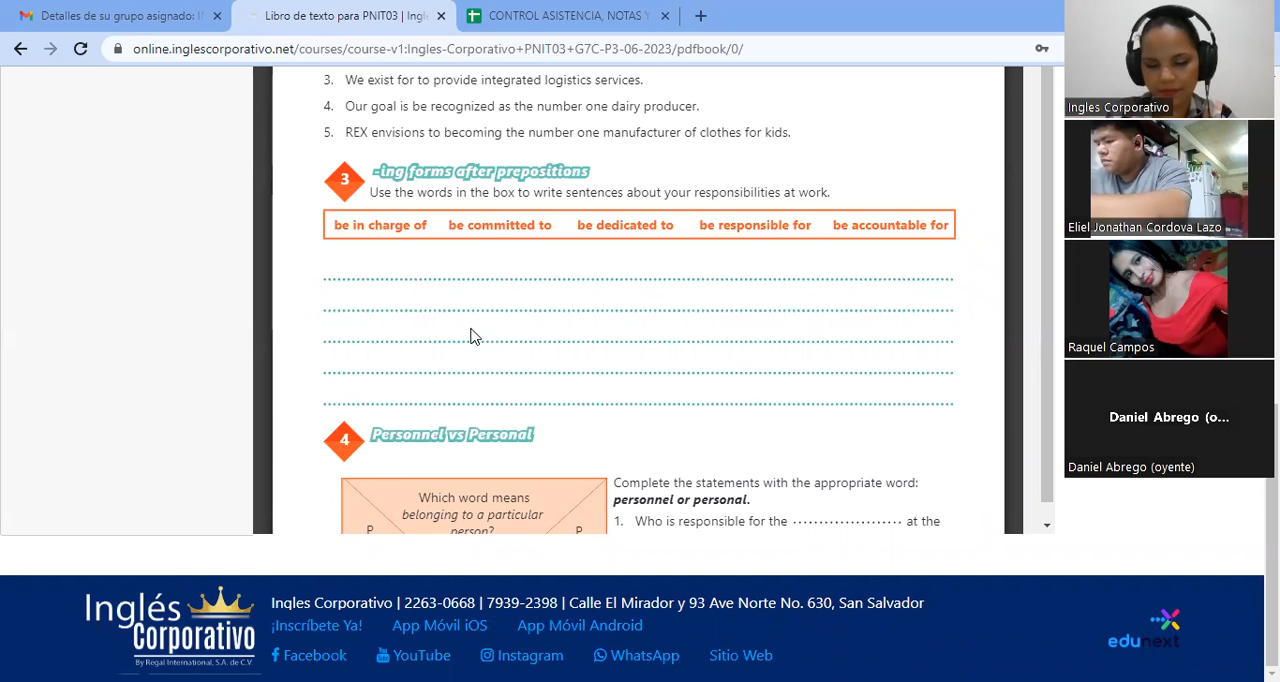 Detalles de su grupo asignado: I
Libro de texto para PNIT03 | Ingle
CONTROL ASISTENCIA, NOTAS Y
online.inglescorporativo.net/courses/course-v1:Ingles-Corporativo+PNIT03+G7C-P3-06-2023/pdfbook/0/
3. We exist for to provide integrated logistics services.
4. Our goal is be recognized as the number one dairy producer.
5. REX envisions to becoming the number one manufacturer of clothes for kids.
3 -ing forms after prepositions
Use the words in the box to write sentences about your responsibilities at work.
be in charge of be committed to be dedicated to be responsible for be accountable for
4 Personnel vs Personal
Which word means
belonging to a particular
person?
P
P
Complete the statements with the appropriate word:
personnel or personal.
1. Who is responsible for the .................... at the
Ingles Corporativo
Eliel Jonathan Cordova Lazo
Raquel Campos
Daniel Abrego (o...
Daniel Abrego (oyente)
Inglés
Corporativo
By Regal International, S.A. de C.V.
Ingles Corporativo | 2263-0668 | 7939-2398 | Calle El Mirador y 93 Ave Norte No. 630, San Salvador
¡Inscríbete Ya! App Móvil iOS App Móvil Android
Facebook YouTube Instagram WhatsApp Sitio Web
edunext